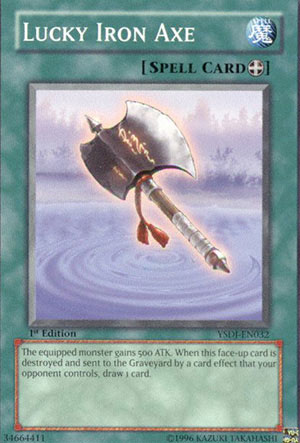 LUCKY IRON AXE
魔
[SPELL CARD]
1st Edition
YSDJ-EN032
The equipped monster gains 500 ATK. When this face-up card is
destroyed and sent to the Graveyard by a card effect that your
opponent controls, draw 1 card.
34664411
©1996 KAZUKI TAKAHASHI